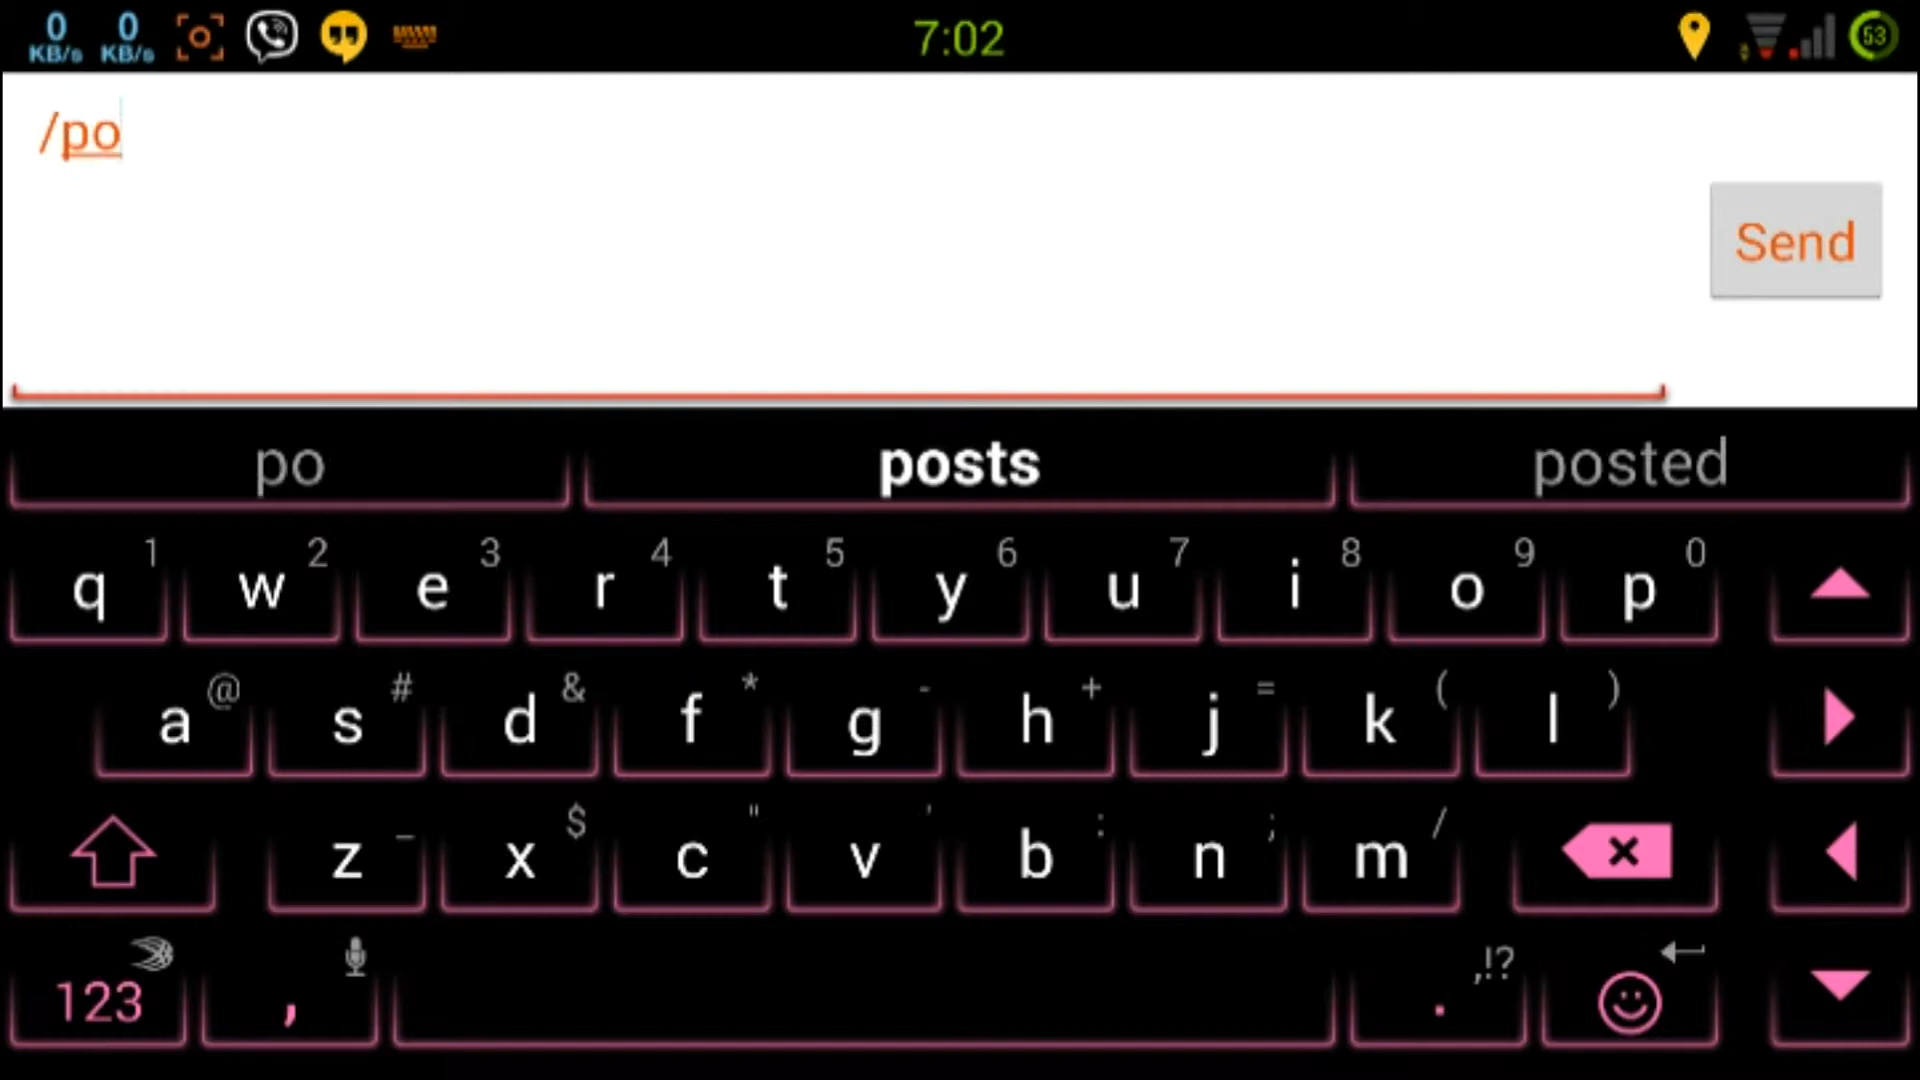 0 KB/s 0 KB/s 7:02 53
/po
Send
po posts posted
1 2 3 4 5 6 7 8 9 0
q w e r t y u i o p
@ # & * - + = ( )
a s d f g h j k l
_ $ " ' : ; /
z x c v b n m
,!?
123 , .